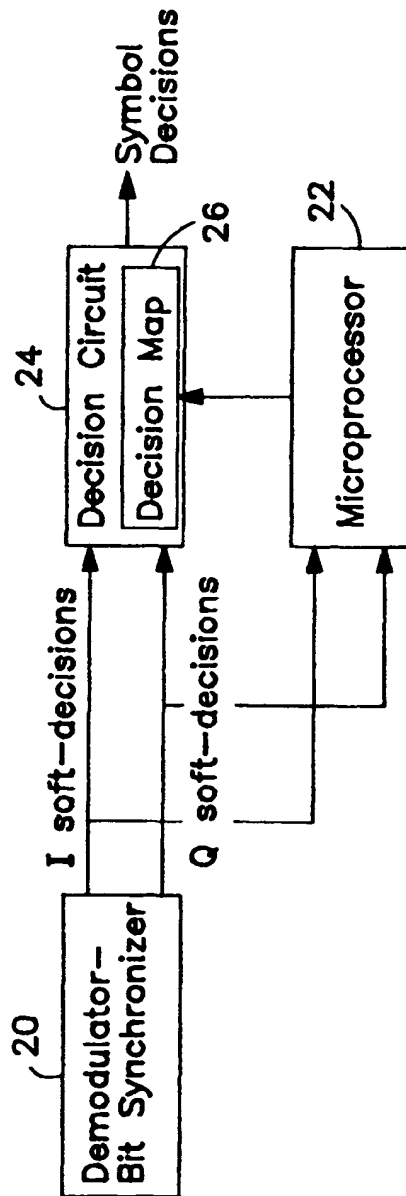 20
Demodulator–
Bit Synchronizer
I soft–decisions
Q soft–decisions
24
Decision Circuit
Decision Map
26
Symbol
Decisions
22
Microprocessor